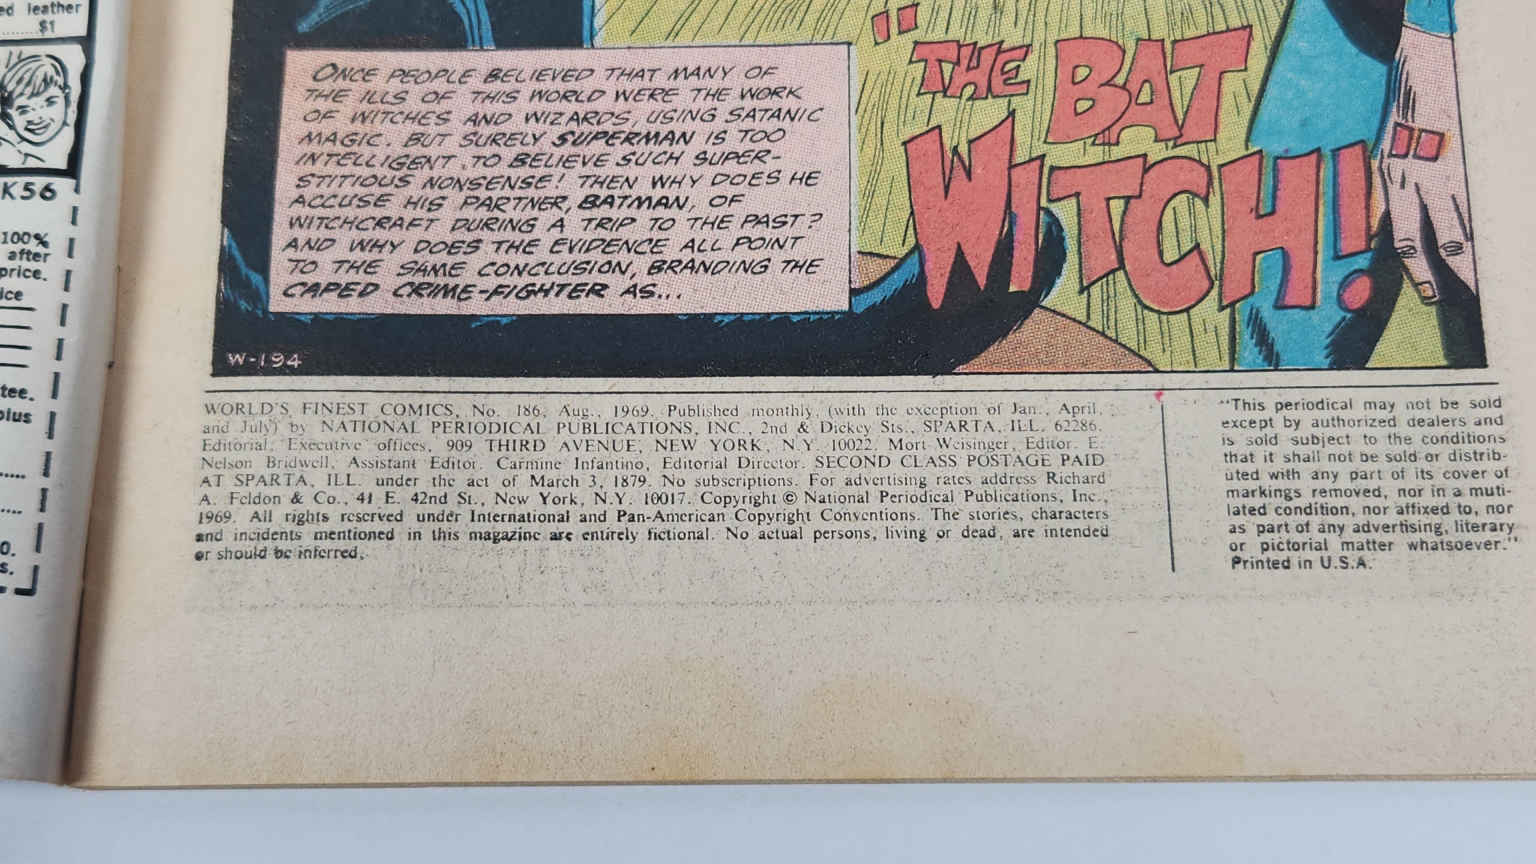 ed leather
$1
K56
100%
after
price.
ice
tee.
plus
0.
s.
ONCE PEOPLE BELIEVED THAT MANY OF
THE ILLS OF THIS WORLD WERE THE WORK
OF WITCHES AND WIZARDS, USING SATANIC
MAGIC. BUT SURELY SUPERMAN IS TOO
INTELLIGENT TO BELIEVE SUCH SUPER-
STITIOUS NONSENSE! THEN WHY DOES HE
ACCUSE HIS PARTNER, BATMAN, OF
WITCHCRAFT DURING A TRIP TO THE PAST?
AND WHY DOES THE EVIDENCE ALL POINT
TO THE SAME CONCLUSION, BRANDING THE
CAPED CRIME-FIGHTER AS...
"THE BAT
WITCH!"
W-194
WORLD'S FINEST COMICS, No. 186, Aug., 1969. Published monthly, (with the exception of Jan., April,
and July) by NATIONAL PERIODICAL PUBLICATIONS, INC., 2nd & Dickey Sts., SPARTA, ILL. 62286.
Editorial, Executive offices, 909 THIRD AVENUE, NEW YORK, N.Y. 10022. Mort Weisinger, Editor. E.
Nelson Bridwell, Assistant Editor. Carmine Infantino, Editorial Director. SECOND CLASS POSTAGE PAID
AT SPARTA, ILL. under the act of March 3, 1879. No subscriptions. For advertising rates address Richard
A. Feldon & Co., 41 E. 42nd St., New York, N.Y. 10017. Copyright © National Periodical Publications, Inc.,
1969. All rights reserved under International and Pan-American Copyright Conventions. The stories, characters
and incidents mentioned in this magazine are entirely fictional. No actual persons, living or dead, are intended
or should be inferred.
"This periodical may not be sold
except by authorized dealers and
is sold subject to the conditions
that it shall not be sold or distrib-
uted with any part of its cover of
markings removed, nor in a muti-
lated condition, nor affixed to, nor
as part of any advertising, literary
or pictorial matter whatsoever."
Printed in U.S.A.